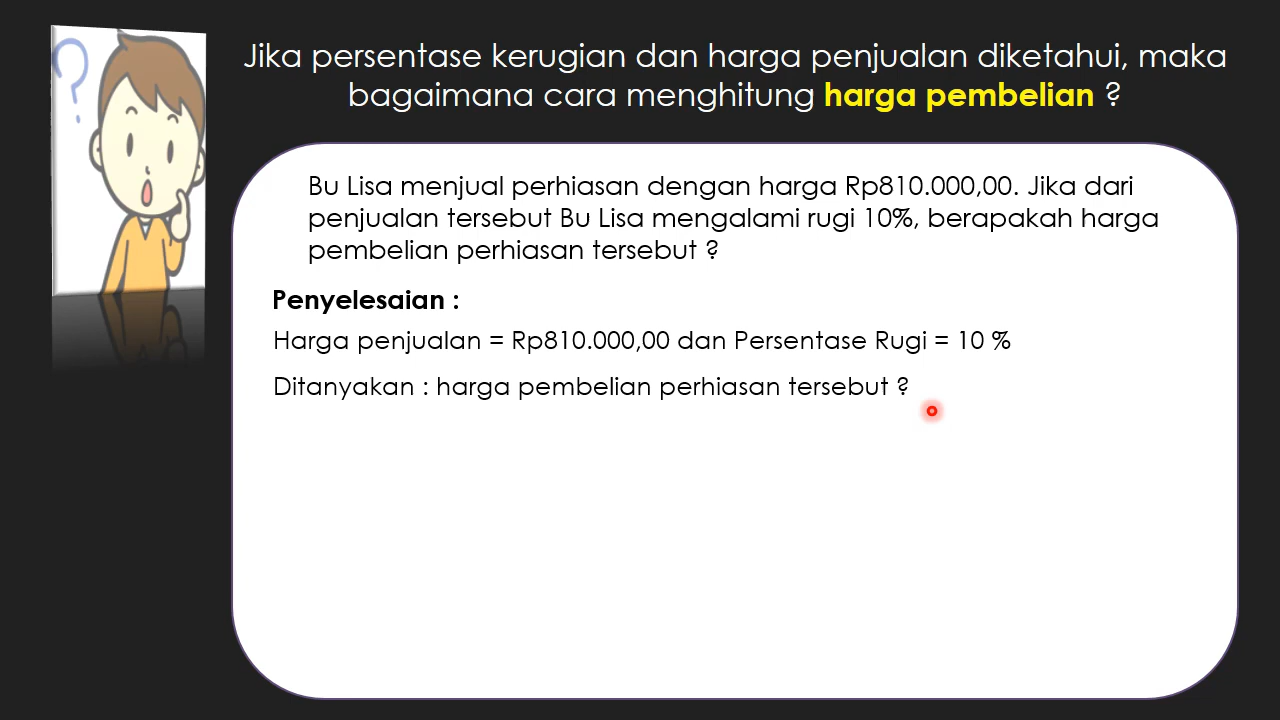 Jika persentase kerugian dan harga penjualan diketahui, maka
bagaimana cara menghitung harga pembelian ?
Bu Lisa menjual perhiasan dengan harga Rp810.000,00. Jika dari
penjualan tersebut Bu Lisa mengalami rugi 10%, berapakah harga
pembelian perhiasan tersebut ?
Penyelesaian :
Harga penjualan = Rp810.000,00 dan Persentase Rugi = 10 %
Ditanyakan : harga pembelian perhiasan tersebut ?